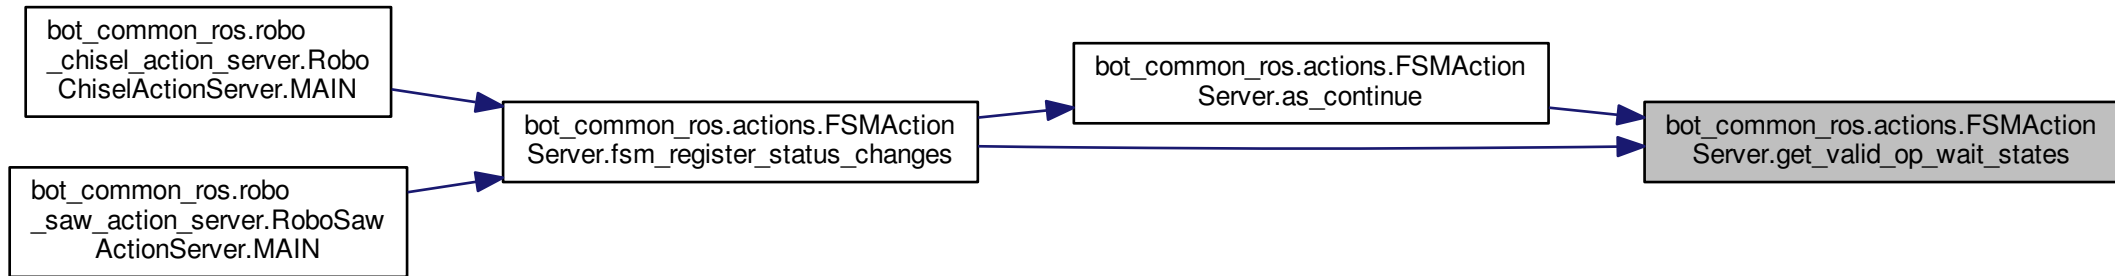 bot_common_ros.robo
_chisel_action_server.Robo
ChiselActionServer.MAIN
bot_common_ros.robo
_saw_action_server.RoboSaw
ActionServer.MAIN
bot_common_ros.actions.FSMAction
Server.fsm_register_status_changes
bot_common_ros.actions.FSMAction
Server.as_continue
bot_common_ros.actions.FSMAction
Server.get_valid_op_wait_states